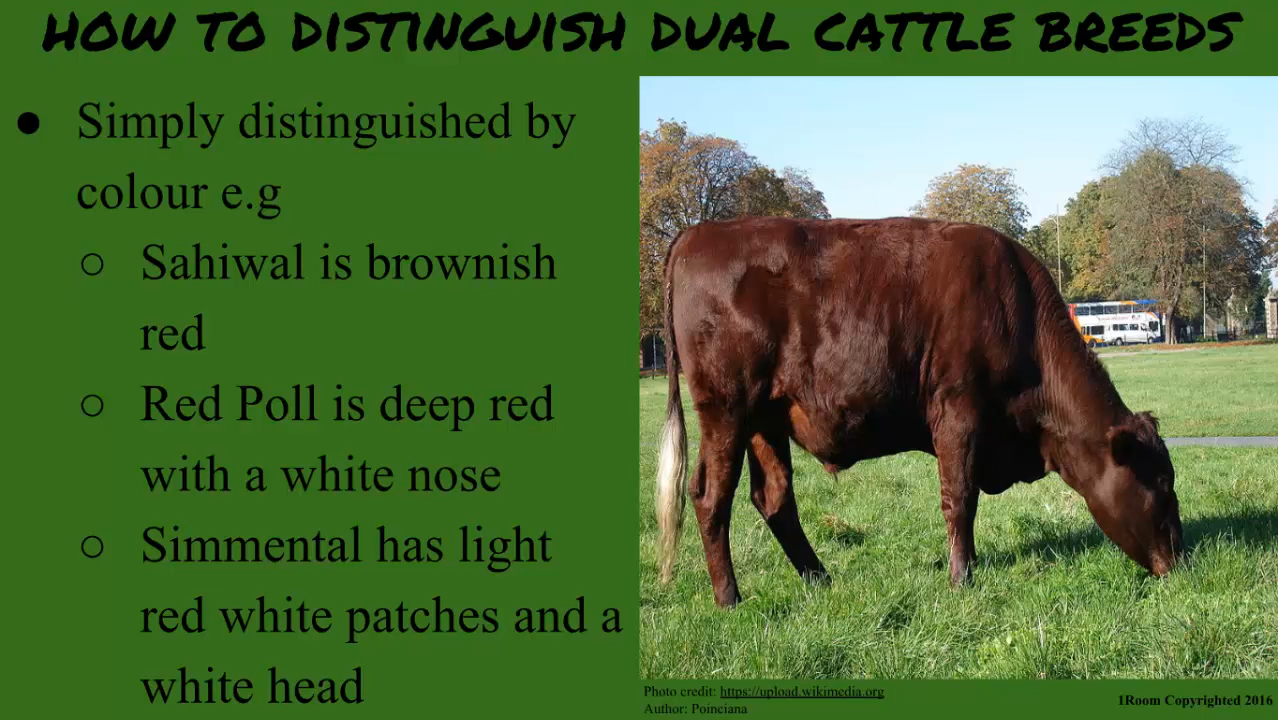 HOW TO DISTINGUISH DUAL CATTLE BREEDS
● Simply distinguished by
colour e.g
○ Sahiwal is brownish
red
○ Red Poll is deep red
with a white nose
○ Simmental has light
red white patches and a
white head
Photo credit: https://upload.wikimedia.org
Author: Poinciana
1Room Copyrighted 2016